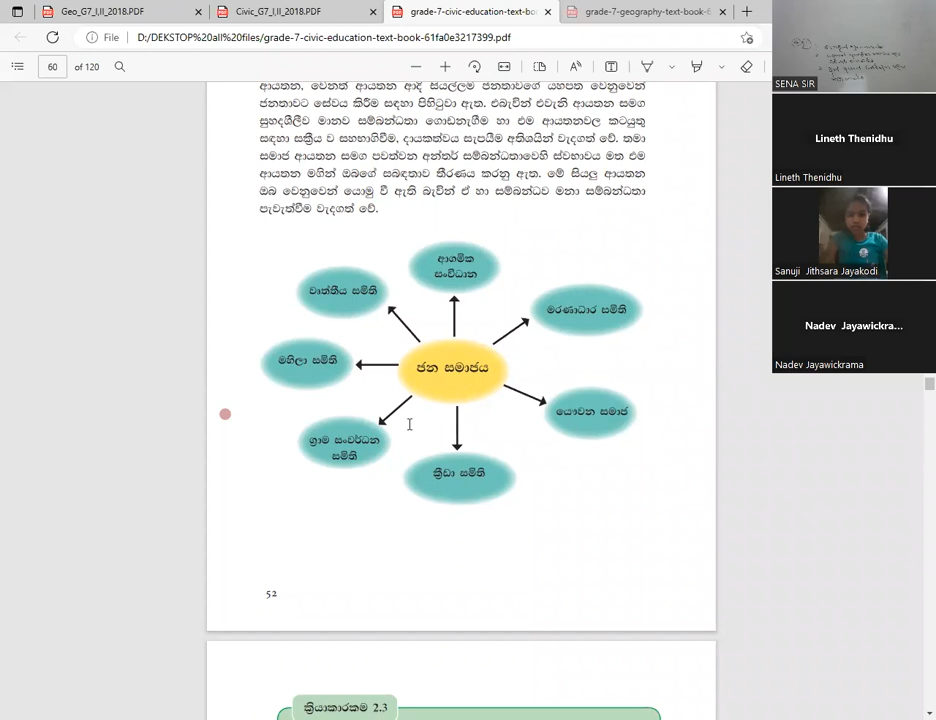 Geo_G7_I,II_2018.PDF
Civic_G7_I,II_2018.PDF
grade-7-civic-education-text-bo
grade-7-geography-text-book-6
File
D:/DEKSTOP%20all%20files/grade-7-civic-education-text-book-61fa0e3217399.pdf
60 of 120
ආයතන, වෙනත් ආයතන ආදී සියල්ලම ජනතාවගේ යහපත වෙනුවෙන්
ජනතාවට සේවය කිරීම සඳහා පිහිටුවා ඇත. එබැවින් එවැනි ආයතන සමග
සුහදශීලීව මානව සම්බන්ධතා ගොඩනැගීම හා එම ආයතනවල කටයුතු
සඳහා සක්‍රීය ව සහභාගිවීම, දායකත්වය සැපයීම අතිශයින් වැදගත් වේ. තමා
සමාජ ආයතන සමග පවත්වන අන්තර් සම්බන්ධතාවෙහි ස්වභාවය මත එම
ආයතන මගින් ඔබගේ සබඳතාව තීරණය කරනු ඇත. මේ සියලු ආයතන
ඔබ වෙනුවෙන් යොමු වී ඇති බැවින් ඒ හා සම්බන්ධව මනා සම්බන්ධතා
පැවැත්වීම වැදගත් වේ.
ආගමික
සංවිධාන
වෘත්තීය සමිති
මරණාධාර සමිති
මහිලා සමිති
ජන සමාජය
යෞවන සමාජ
ග්‍රාම සංවර්ධන
සමිති
ක්‍රීඩා සමිති
52
ක්‍රියාකාරකම 2.3
SENA SIR
Lineth Thenidhu
Lineth Thenidhu
Sanuji Jithsara Jayakodi
Nadev Jayawickra...
Nadev Jayawickrama